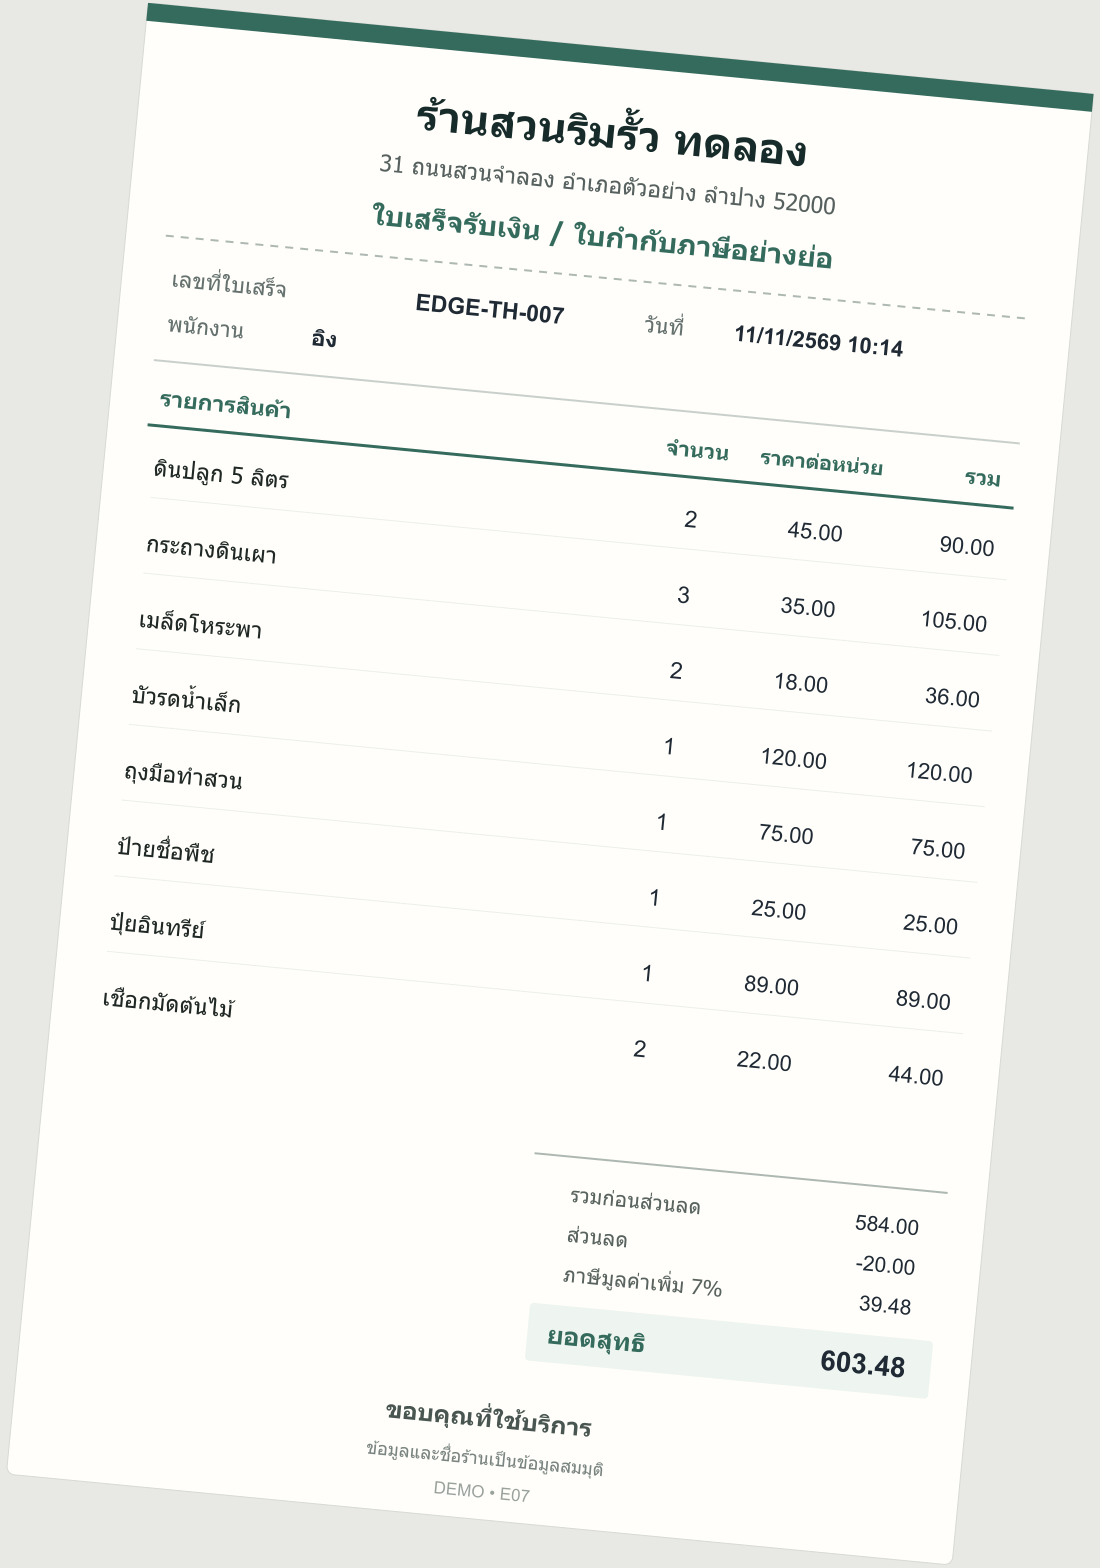 ร้านสวนริมรั้ว ทดลอง
31 ถนนสวนจำลอง อำเภอตัวอย่าง ลำปาง 52000
ใบเสร็จรับเงิน / ใบกำกับภาษีอย่างย่อ
เลขที่ใบเสร็จ EDGE-TH-007 วันที่ 11/11/2569 10:14
พนักงาน อิง
รายการสินค้า จำนวน ราคาต่อหน่วย รวม
ดินปลูก 5 ลิตร 2 45.00 90.00
กระถางดินเผา 3 35.00 105.00
เมล็ดโหระพา 2 18.00 36.00
บัวรดน้ำเล็ก 1 120.00 120.00
ถุงมือทำสวน 1 75.00 75.00
ป้ายชื่อพืช 1 25.00 25.00
ปุ๋ยอินทรีย์ 1 89.00 89.00
เชือกมัดต้นไม้ 2 22.00 44.00
รวมก่อนส่วนลด 584.00
ส่วนลด -20.00
ภาษีมูลค่าเพิ่ม 7% 39.48
ยอดสุทธิ 603.48
ขอบคุณที่ใช้บริการ
ข้อมูลและชื่อร้านเป็นข้อมูลสมมุติ
DEMO • E07